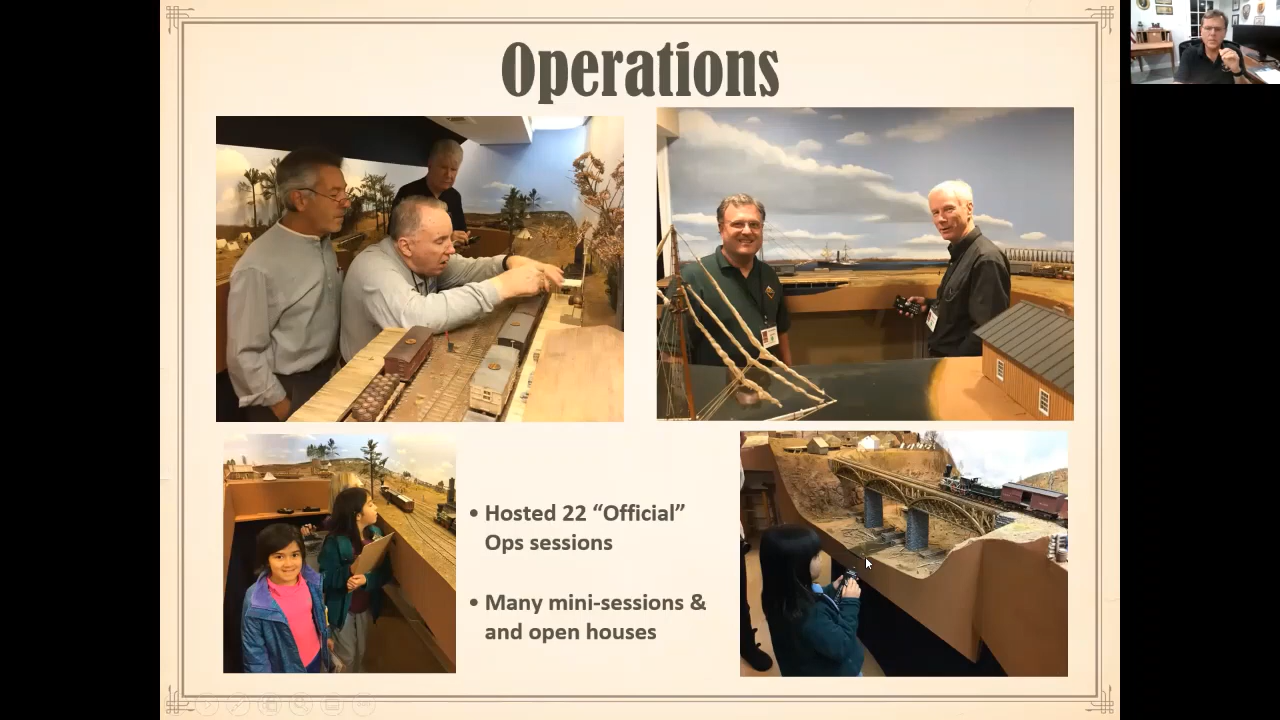 Operations
• Hosted 22 “Official”
Ops sessions
• Many mini-sessions &
and open houses